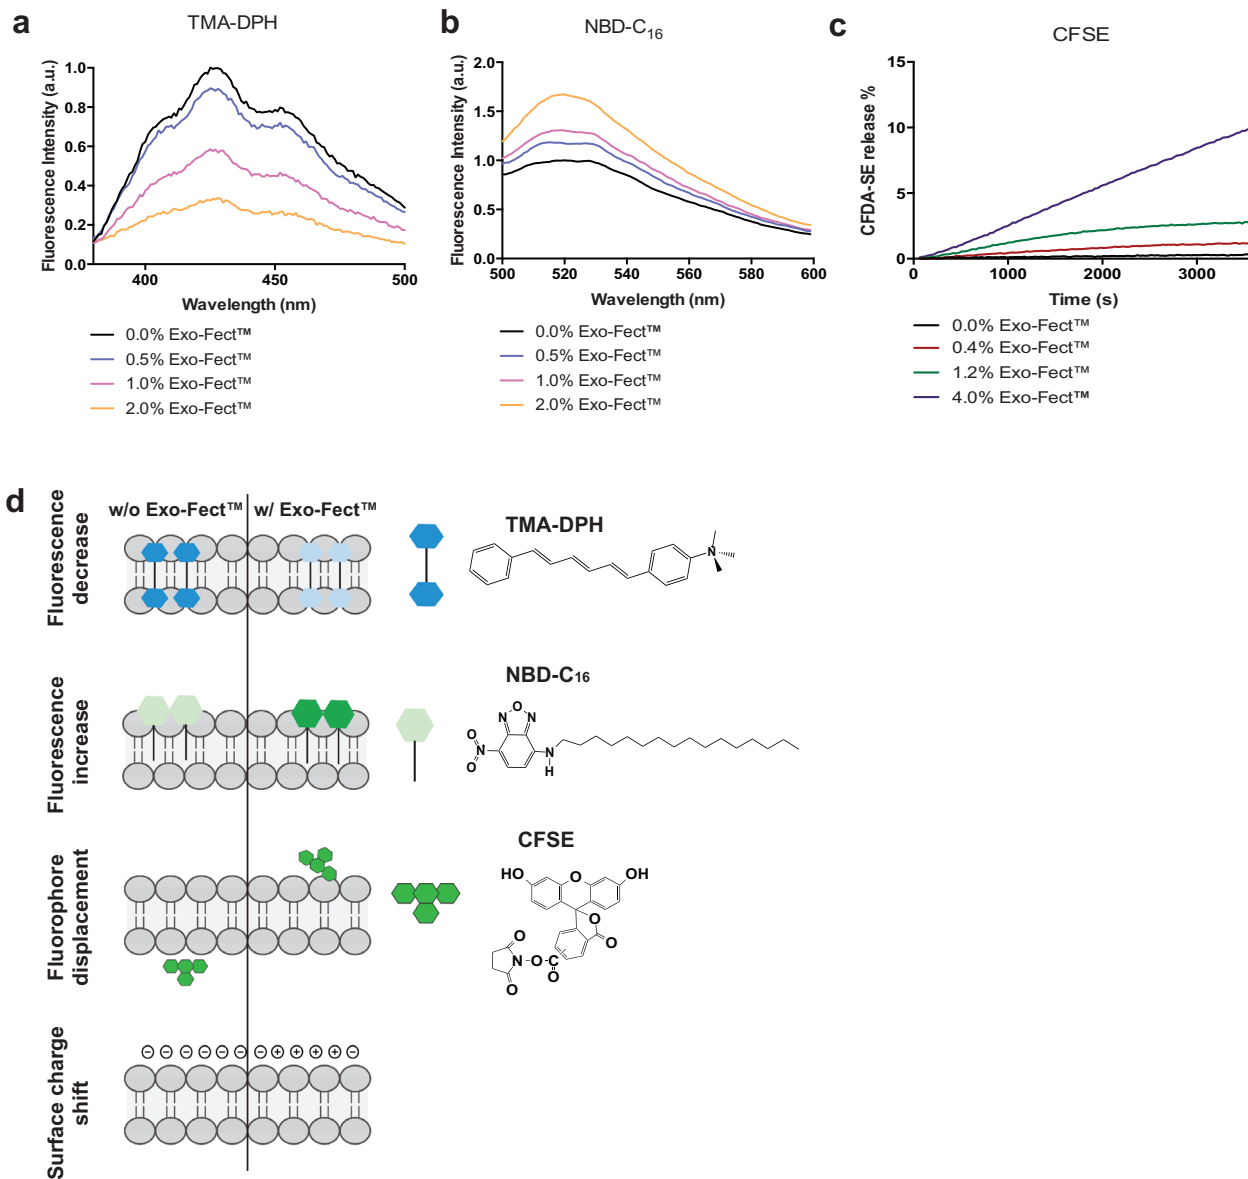 a
TMA-DPH
Fluorescence Intensity (a.u.)
1.0
0.8
0.6
0.4
0.2
0.0
400
450
500
Wavelength (nm)
0.0% Exo-Fect™
0.5% Exo-Fect™
1.0% Exo-Fect™
2.0% Exo-Fect™
b
NBD-C16
Fluorescence Intensity (a.u.)
2.0
1.5
1.0
0.5
0.0
500
520
540
560
580
600
Wavelength (nm)
0.0% Exo-Fect™
0.5% Exo-Fect™
1.0% Exo-Fect™
2.0% Exo-Fect™
c
CFSE
CFDA-SE release %
15
10
5
0
0
1000
2000
3000
Time (s)
0.0% Exo-Fect™
0.4% Exo-Fect™
1.2% Exo-Fect™
4.0% Exo-Fect™
d
w/o Exo-Fect™
w/ Exo-Fect™
Fluorescence
decrease
TMA-DPH
N
Fluorescence
increase
NBD-C16
O
N
N
O
N
O
N
H
Fluorophore
displacement
CFSE
HO
O
OH
O
O
O
N
O
C
O
O
Surface charge
shift
− − − − − − − + + + + −